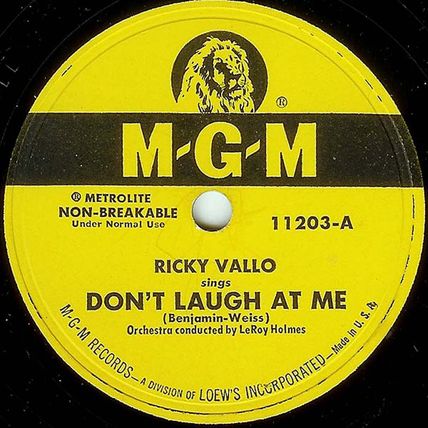 ®
M-G-M
® METROLITE
NON-BREAKABLE
Under Normal Use
11203-A
RICKY VALLO
sings
DON'T LAUGH AT ME
(Benjamin-Weiss)
Orchestra conducted by LeRoy Holmes
M-G-M RECORDS—A DIVISION OF LOEW'S INCORPORATED—Made in U.S.A.